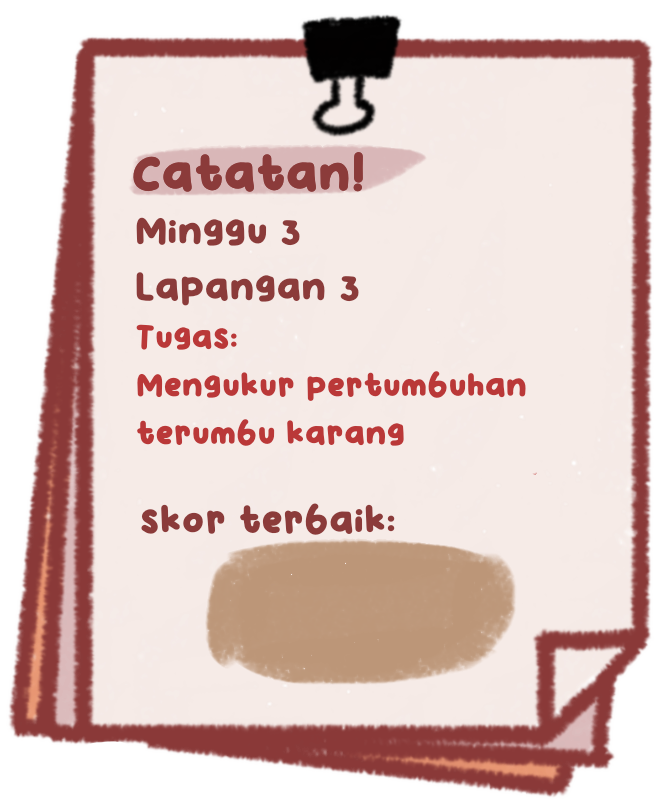 Catatan!
Minggu 3
Lapangan 3
Tugas:
Mengukur pertumbuhan
terumbu karang
skor terbaik: